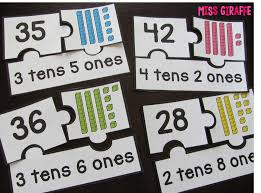 MISS GIRAFFE
35
3 tens 5 ones
42
4 tens 2 ones
36
3 tens 6 ones
28
2 tens 8 ones